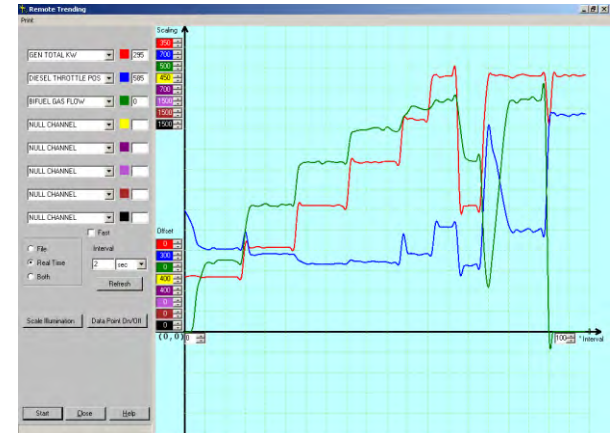 Remote Trending
Print
Scaling
350
700
500
450
700
1500
1500
1500
GEN TOTAL KW 295
DIESEL THROTTLE POS 585
BIFUEL GAS FLOW 0
NULL CHANNEL
NULL CHANNEL
NULL CHANNEL
NULL CHANNEL
NULL CHANNEL
Fast
File
Real Time
Both
Interval
2 sec
Refresh
Offset
0
300
0
400
400
0
0
0
Scale Illumination Data Point On/Off
(0,0) 0 100 * Interval
Start Close Help